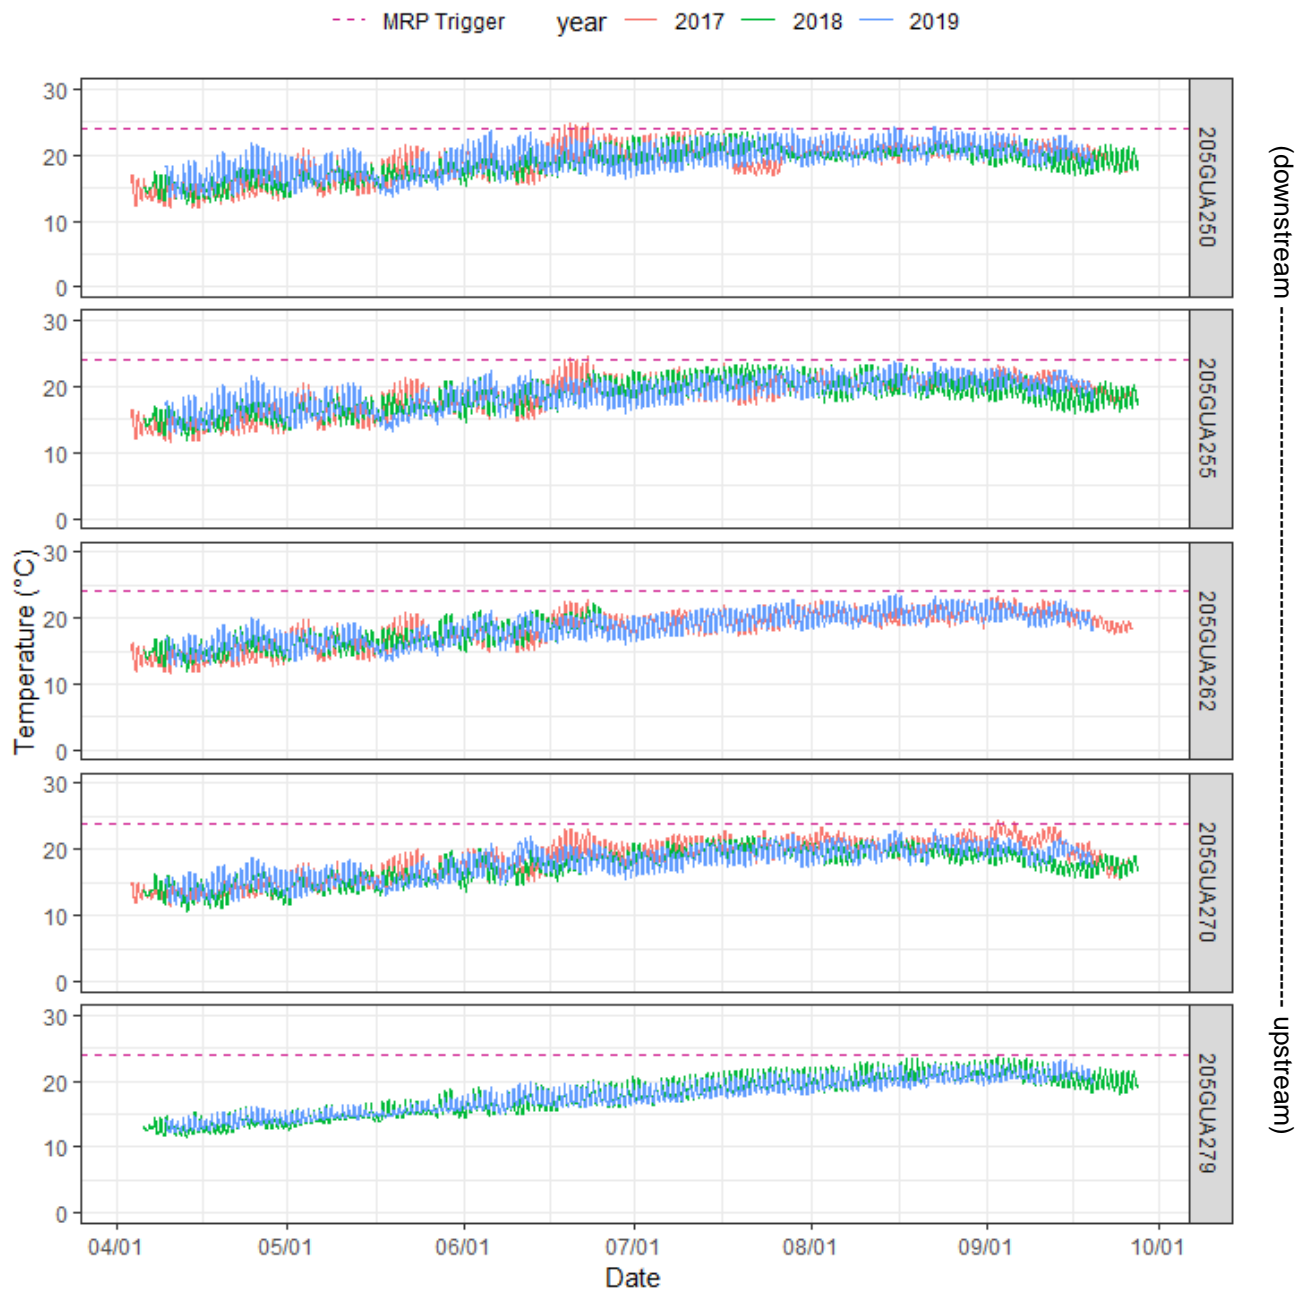 MRP Trigger year 2017 2018 2019
30
20
10
0
205GUA250
30
20
10
0
205GUA255
30
20
10
0
205GUA262
30
20
10
0
205GUA270
30
20
10
0
205GUA279
Temperature (°C)
04/01 05/01 06/01 07/01 08/01 09/01 10/01
Date
(downstream ---------------------------------------- upstream)